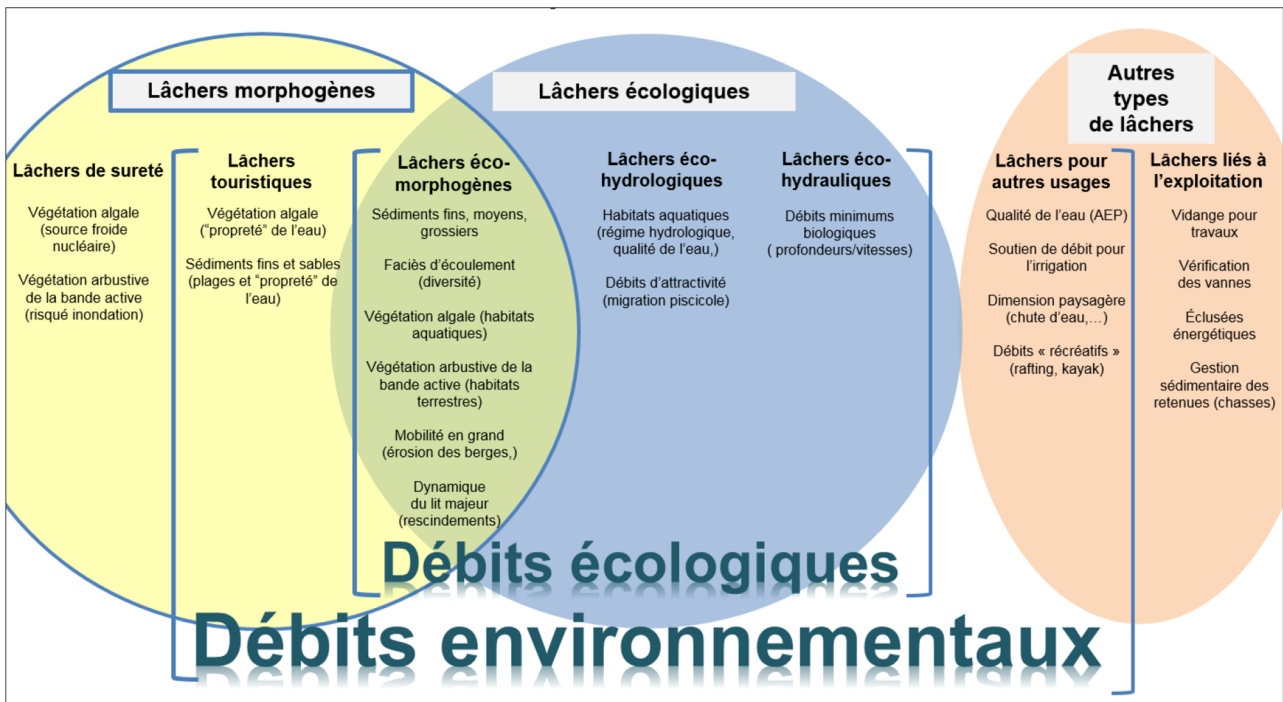 Lâchers morphogènes
Lâchers écologiques
Autres
types
de lâchers
Lâchers de sureté
Végétation algale
(source froide
nucléaire)
Végétation arbustive
de la bande active
(risqué inondation)
Lâchers
touristiques
Végétation algale
(“propreté” de l’eau)
Sédiments fins et sables
(plages et “propreté” de
l’eau)
Lâchers éco-
morphogènes
Sédiments fins, moyens,
grossiers
Faciès d’écoulement
(diversité)
Végétation algale (habitats
aquatiques)
Végétation arbustive de la
bande active (habitats
terrestres)
Mobilité en grand
(érosion des berges,)
Dynamique
du lit majeur
(rescindements)
Lâchers éco-
hydrologiques
Habitats aquatiques
(régime hydrologique,
qualité de l’eau,)
Débits d’attractivité
(migration piscicole)
Lâchers éco-
hydrauliques
Débits minimums
biologiques
( profondeurs/vitesses)
Lâchers pour
autres usages
Qualité de l’eau (AEP)
Soutien de débit pour
l’irrigation
Dimension paysagère
(chute d’eau,…)
Débits « récréatifs »
(rafting, kayak)
Lâchers liés à
l’exploitation
Vidange pour
travaux
Vérification
des vannes
Éclusées
énergétiques
Gestion
sédimentaire des
retenues (chasses)
Débits écologiques
Débits environnementaux